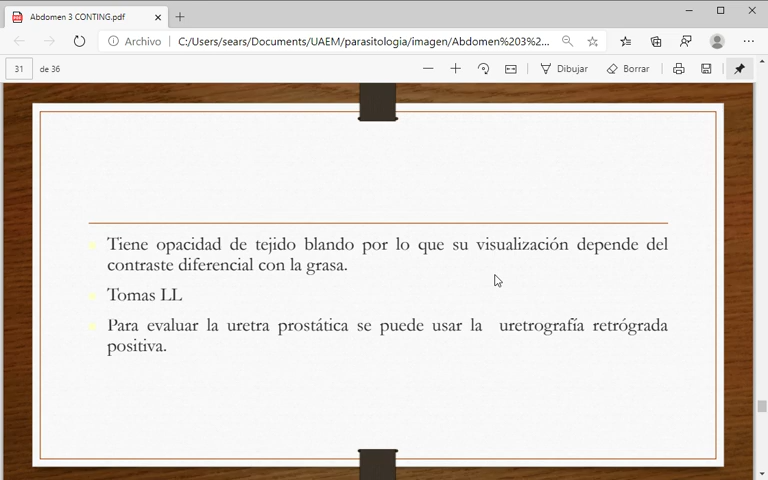 Abdomen 3 CONTING.pdf
Archivo C:/Users/sears/Documents/UAEM/parasitologia/imagen/Abdomen%203%2...
31 de 36 Dibujar Borrar
Tiene opacidad de tejido blando por lo que su visualización depende del
contraste diferencial con la grasa.
Tomas LL
Para evaluar la uretra prostática se puede usar la uretrografía retrógrada
positiva.